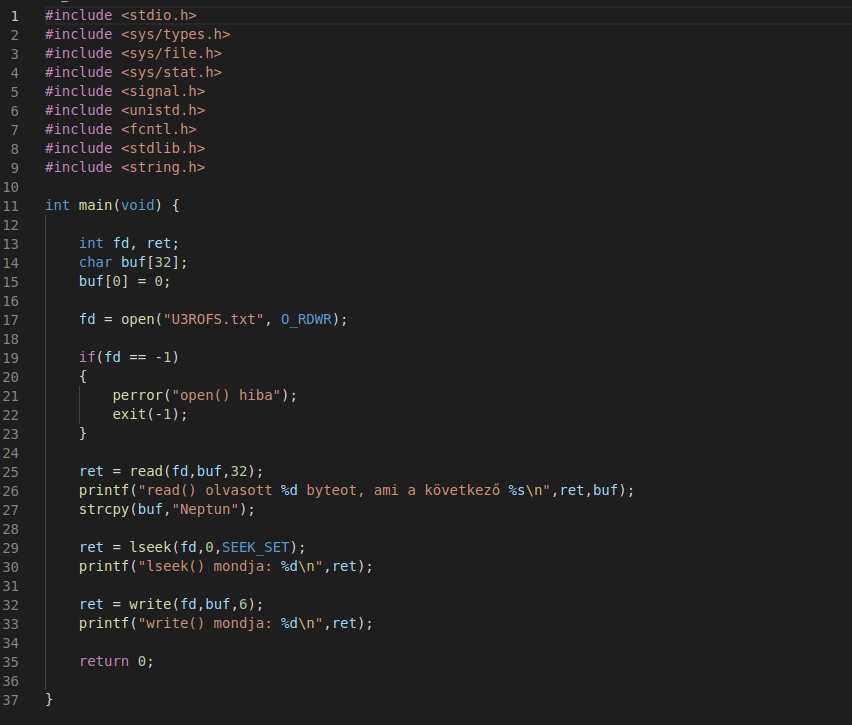 1 #include <stdio.h>
2 #include <sys/types.h>
3 #include <sys/file.h>
4 #include <sys/stat.h>
5 #include <signal.h>
6 #include <unistd.h>
7 #include <fcntl.h>
8 #include <stdlib.h>
9 #include <string.h>
10
11 int main(void) {
12
13     int fd, ret;
14     char buf[32];
15     buf[0] = 0;
16
17     fd = open("U3ROFS.txt", O_RDWR);
18
19     if(fd == -1)
20     {
21         perror("open() hiba");
22         exit(-1);
23     }
24
25     ret = read(fd,buf,32);
26     printf("read() olvasott %d byteot, ami a következő %s\n",ret,buf);
27     strcpy(buf,"Neptun");
28
29     ret = lseek(fd,0,SEEK_SET);
30     printf("lseek() mondja: %d\n",ret);
31
32     ret = write(fd,buf,6);
33     printf("write() mondja: %d\n",ret);
34
35     return 0;
36
37 }